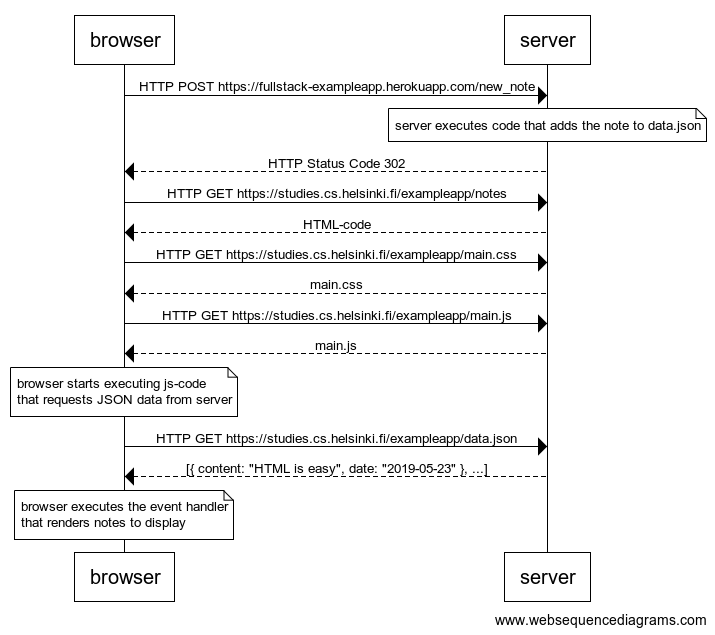 browser
server
HTTP POST https://fullstack-exampleapp.herokuapp.com/new_note
server executes code that adds the note to data.json
HTTP Status Code 302
HTTP GET https://studies.cs.helsinki.fi/exampleapp/notes
HTML-code
HTTP GET https://studies.cs.helsinki.fi/exampleapp/main.css
main.css
HTTP GET https://studies.cs.helsinki.fi/exampleapp/main.js
main.js
browser starts executing js-code
that requests JSON data from server
HTTP GET https://studies.cs.helsinki.fi/exampleapp/data.json
[{ content: "HTML is easy", date: "2019-05-23" }, ...]
browser executes the event handler
that renders notes to display
browser
server
www.websequencediagrams.com